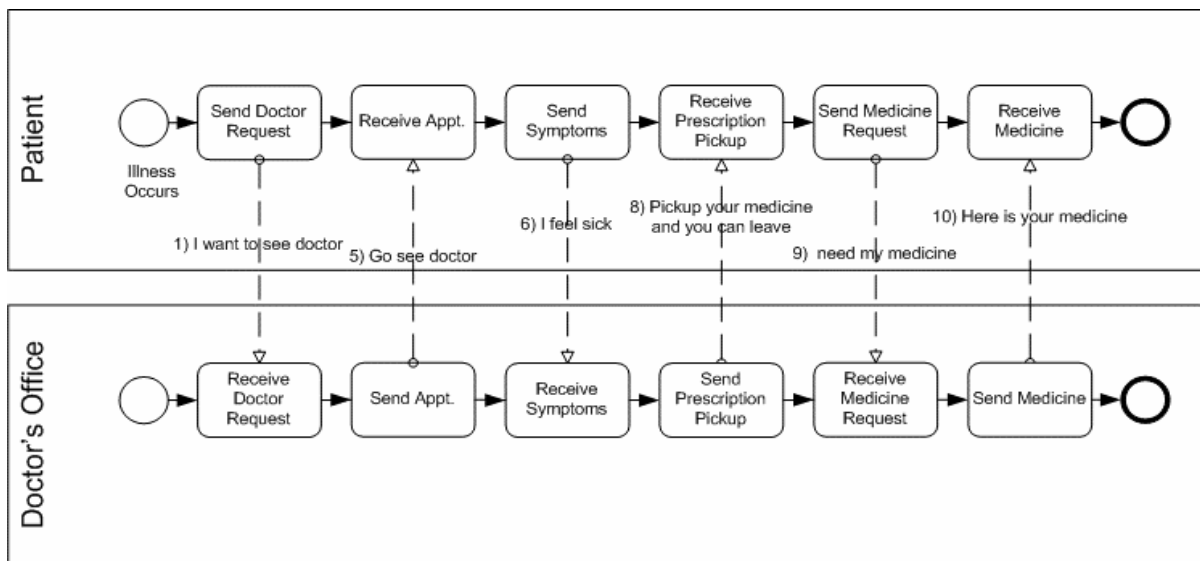 Patient
Send Doctor
Request
Receive Appt.
Send
Symptoms
Receive
Prescription
Pickup
Send Medicine
Request
Receive
Medicine
Illness
Occurs
1) I want to see doctor
5) Go see doctor
6) I feel sick
8) Pickup your medicine
and you can leave
9) need my medicine
10) Here is your medicine
Doctor's Office
Receive
Doctor
Request
Send Appt.
Receive
Symptoms
Send
Prescription
Pickup
Receive
Medicine
Request
Send Medicine